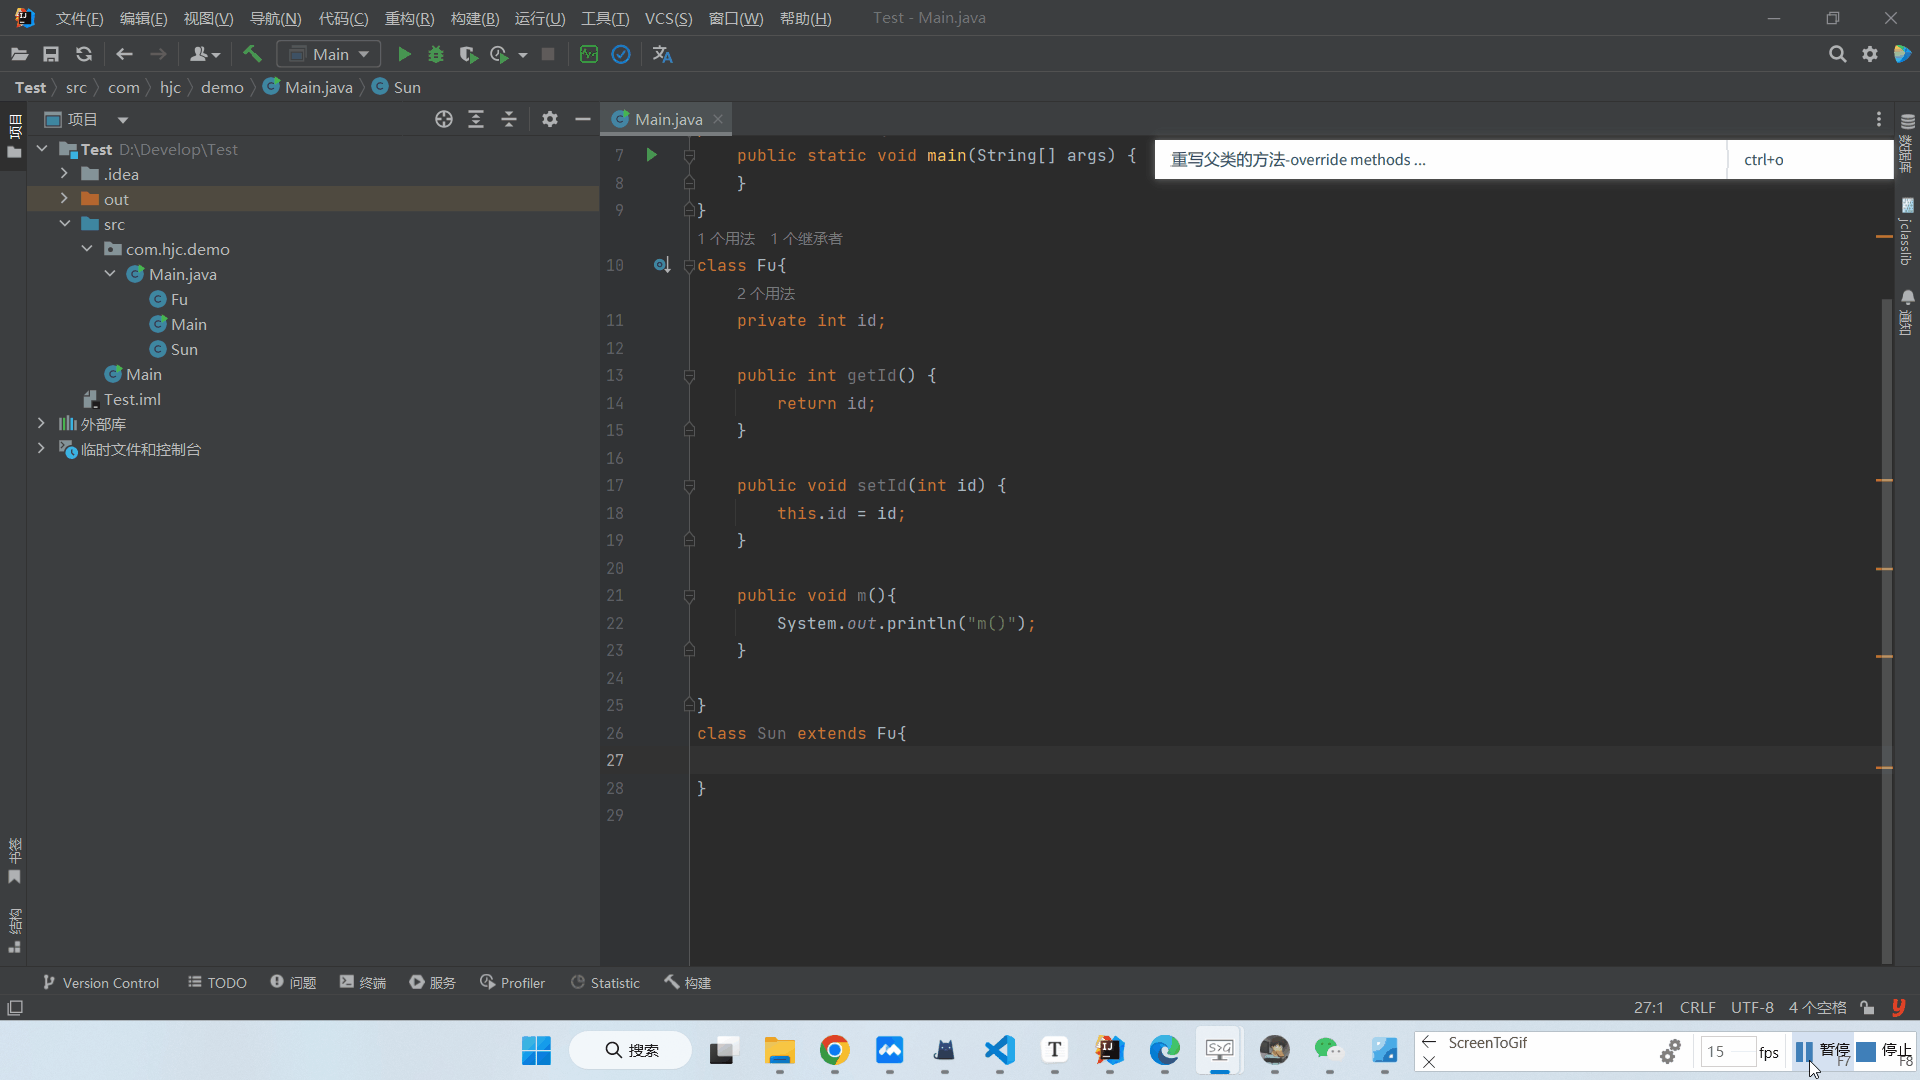 文件(F) 编辑(E) 视图(V) 导航(N) 代码(C) 重构(R) 构建(B) 运行(U) 工具(T) VCS(S) 窗口(W) 帮助(H) Test - Main.java
Main
Test src com hjc demo Main.java Sun
项目
项目
Main.java
数据库
jclasslib
通知
Test D:\Develop\Test
.idea
out
src
com.hjc.demo
Main.java
Fu
Main
Sun
Main
Test.iml
外部库
临时文件和控制台
书签
结构
重写父类的方法-override methods ... ctrl+o
7 public static void main(String[] args) {
8 }
9 }
1 个用法 1 个继承者
10 class Fu{
2 个用法
11 private int id;
12
13 public int getId() {
14 return id;
15 }
16
17 public void setId(int id) {
18 this.id = id;
19 }
20
21 public void m(){
22 System.out.println("m()");
23 }
24
25 }
26 class Sun extends Fu{
27
28 }
29
Version Control TODO 问题 终端 服务 Profiler Statistic 构建
27:1 CRLF UTF-8 4 个空格
搜索
ScreenToGif
15 fps 暂停 F7 停止 F8